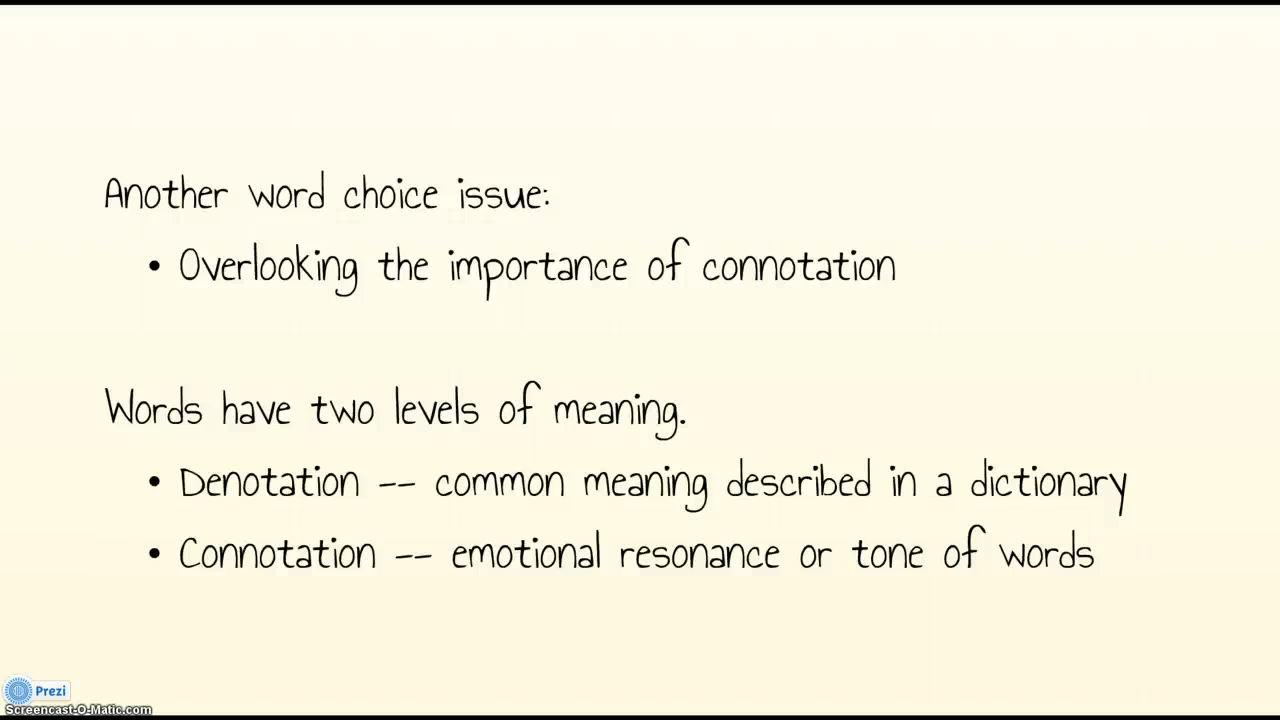 Another word choice issue:
• Overlooking the importance of connotation
Words have two levels of meaning.
• Denotation -- common meaning described in a dictionary
• Connotation -- emotional resonance or tone of words
Prezi
Screencast-O-Matic.com